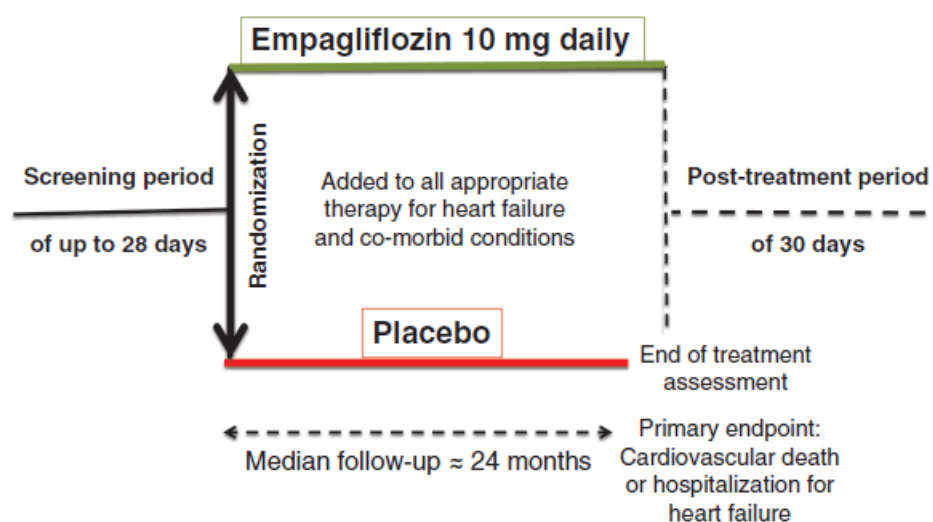 Empagliflozin 10 mg daily
Screening period
of up to 28 days
Randomization
Added to all appropriate
therapy for heart failure
and co-morbid conditions
Post-treatment period
of 30 days
Placebo
End of treatment
assessment
Median follow-up ≈ 24 months
Primary endpoint:
Cardiovascular death
or hospitalization for
heart failure